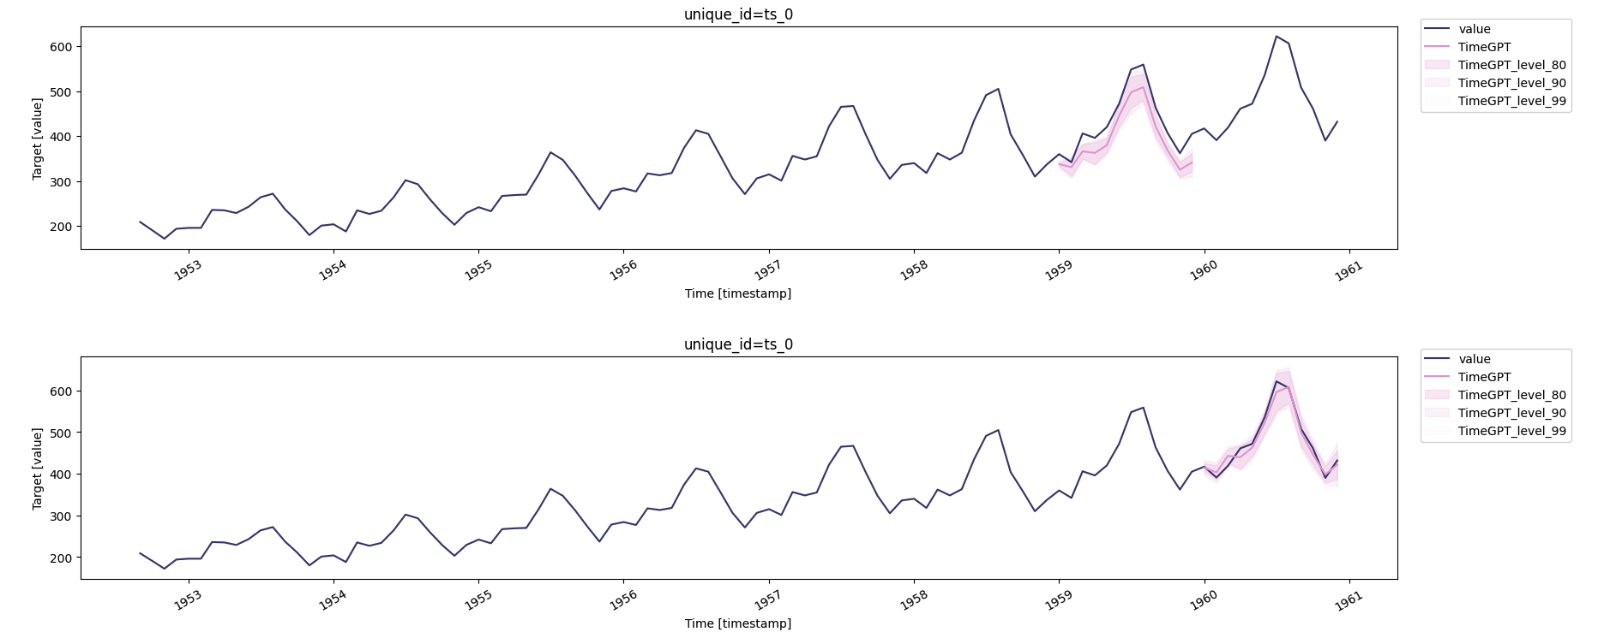 unique_id=ts_0
Target [value]
600
500
400
300
200
1953
1954
1955
1956
1957
1958
1959
1960
1961
Time [timestamp]
value
TimeGPT
TimeGPT_level_80
TimeGPT_level_90
TimeGPT_level_99
unique_id=ts_0
Target [value]
600
500
400
300
200
1953
1954
1955
1956
1957
1958
1959
1960
1961
Time [timestamp]
value
TimeGPT
TimeGPT_level_80
TimeGPT_level_90
TimeGPT_level_99